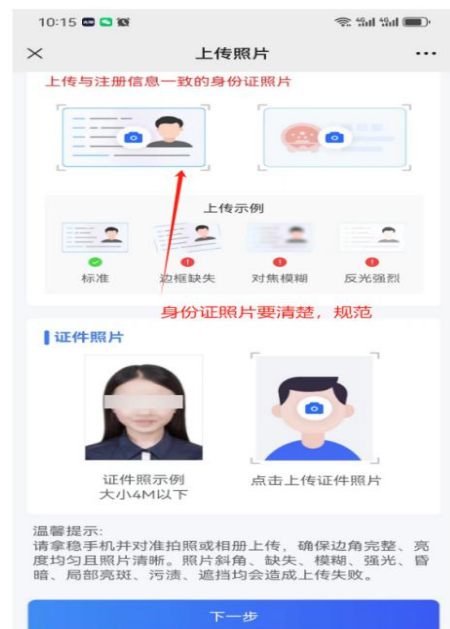 10:15
上传照片
上传与注册信息一致的身份证照片
上传示例
标准 边框缺失 对焦模糊 反光强烈
身份证照片要清楚，规范
证件照片
证件照示例
大小4M以下
点击上传证件照片
温馨提示:
请拿稳手机并对准拍照或相册上传，确保边角完整、亮
度均匀且照片清晰。照片斜角、缺失、模糊、强光、昏
暗、局部亮斑、污渍、遮挡均会造成上传失败。
下一步